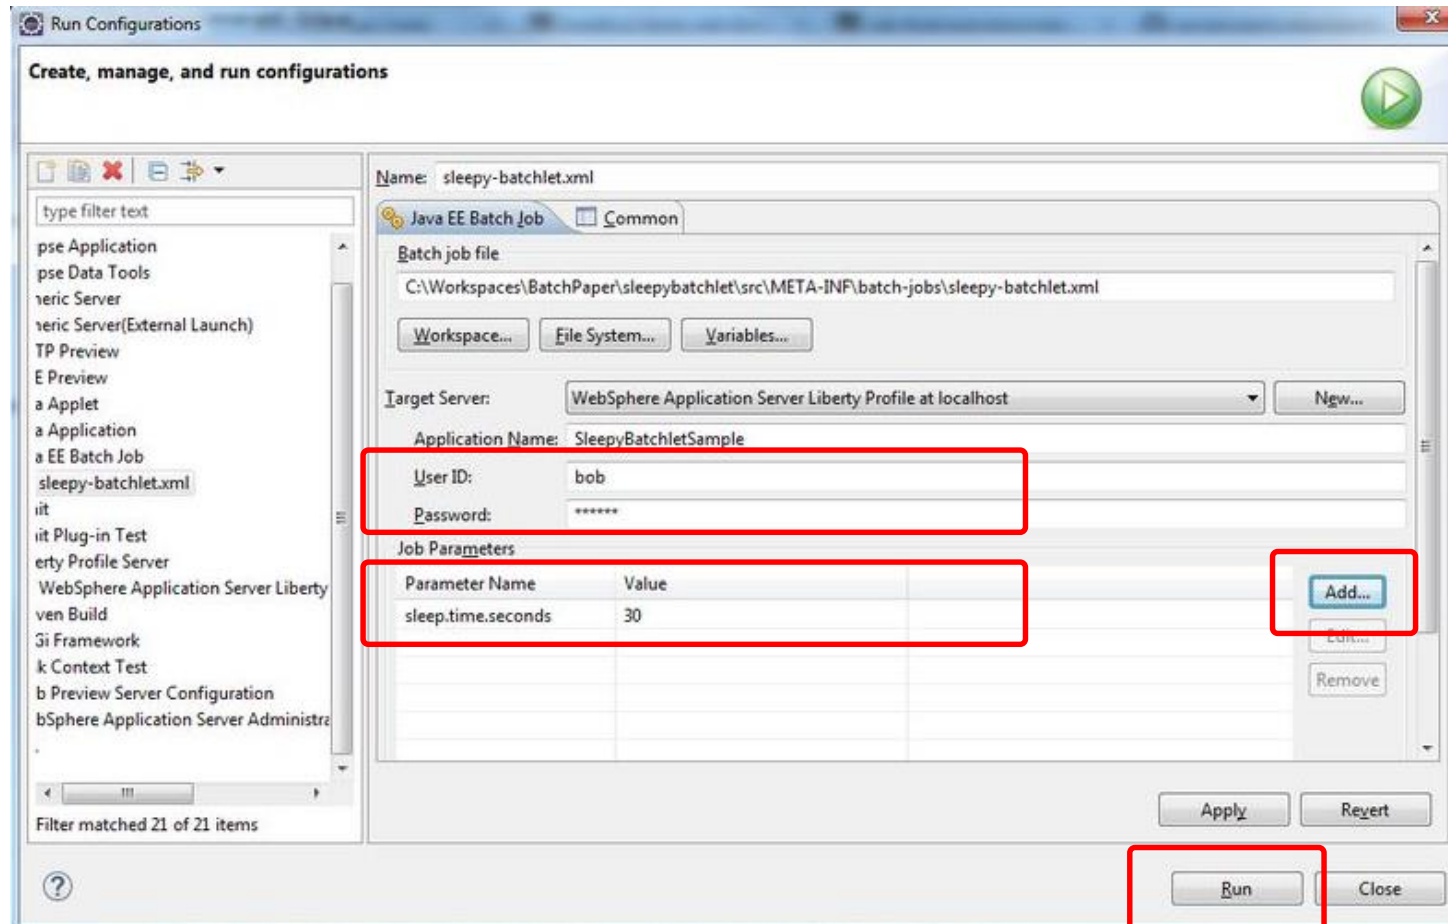 Run Configurations
Create, manage, and run configurations
type filter text
pse Application
pse Data Tools
neric Server
neric Server(External Launch)
TP Preview
E Preview
a Applet
a Application
a EE Batch Job
sleepy-batchlet.xml
it
it Plug-in Test
erty Profile Server
WebSphere Application Server Liberty
ven Build
Gi Framework
k Context Test
b Preview Server Configuration
bSphere Application Server Administra
Filter matched 21 of 21 items
Name: sleepy-batchlet.xml
Java EE Batch Job Common
Batch job file
C:\Workspaces\BatchPaper\sleepybatchlet\src\META-INF\batch-jobs\sleepy-batchlet.xml
Workspace... File System... Variables...
Target Server: WebSphere Application Server Liberty Profile at localhost New...
Application Name: SleepyBatchletSample
User ID: bob
Password: ******
Job Parameters
Parameter Name Value
sleep.time.seconds 30
Add...
Edit...
Remove
Apply Revert
Run Close